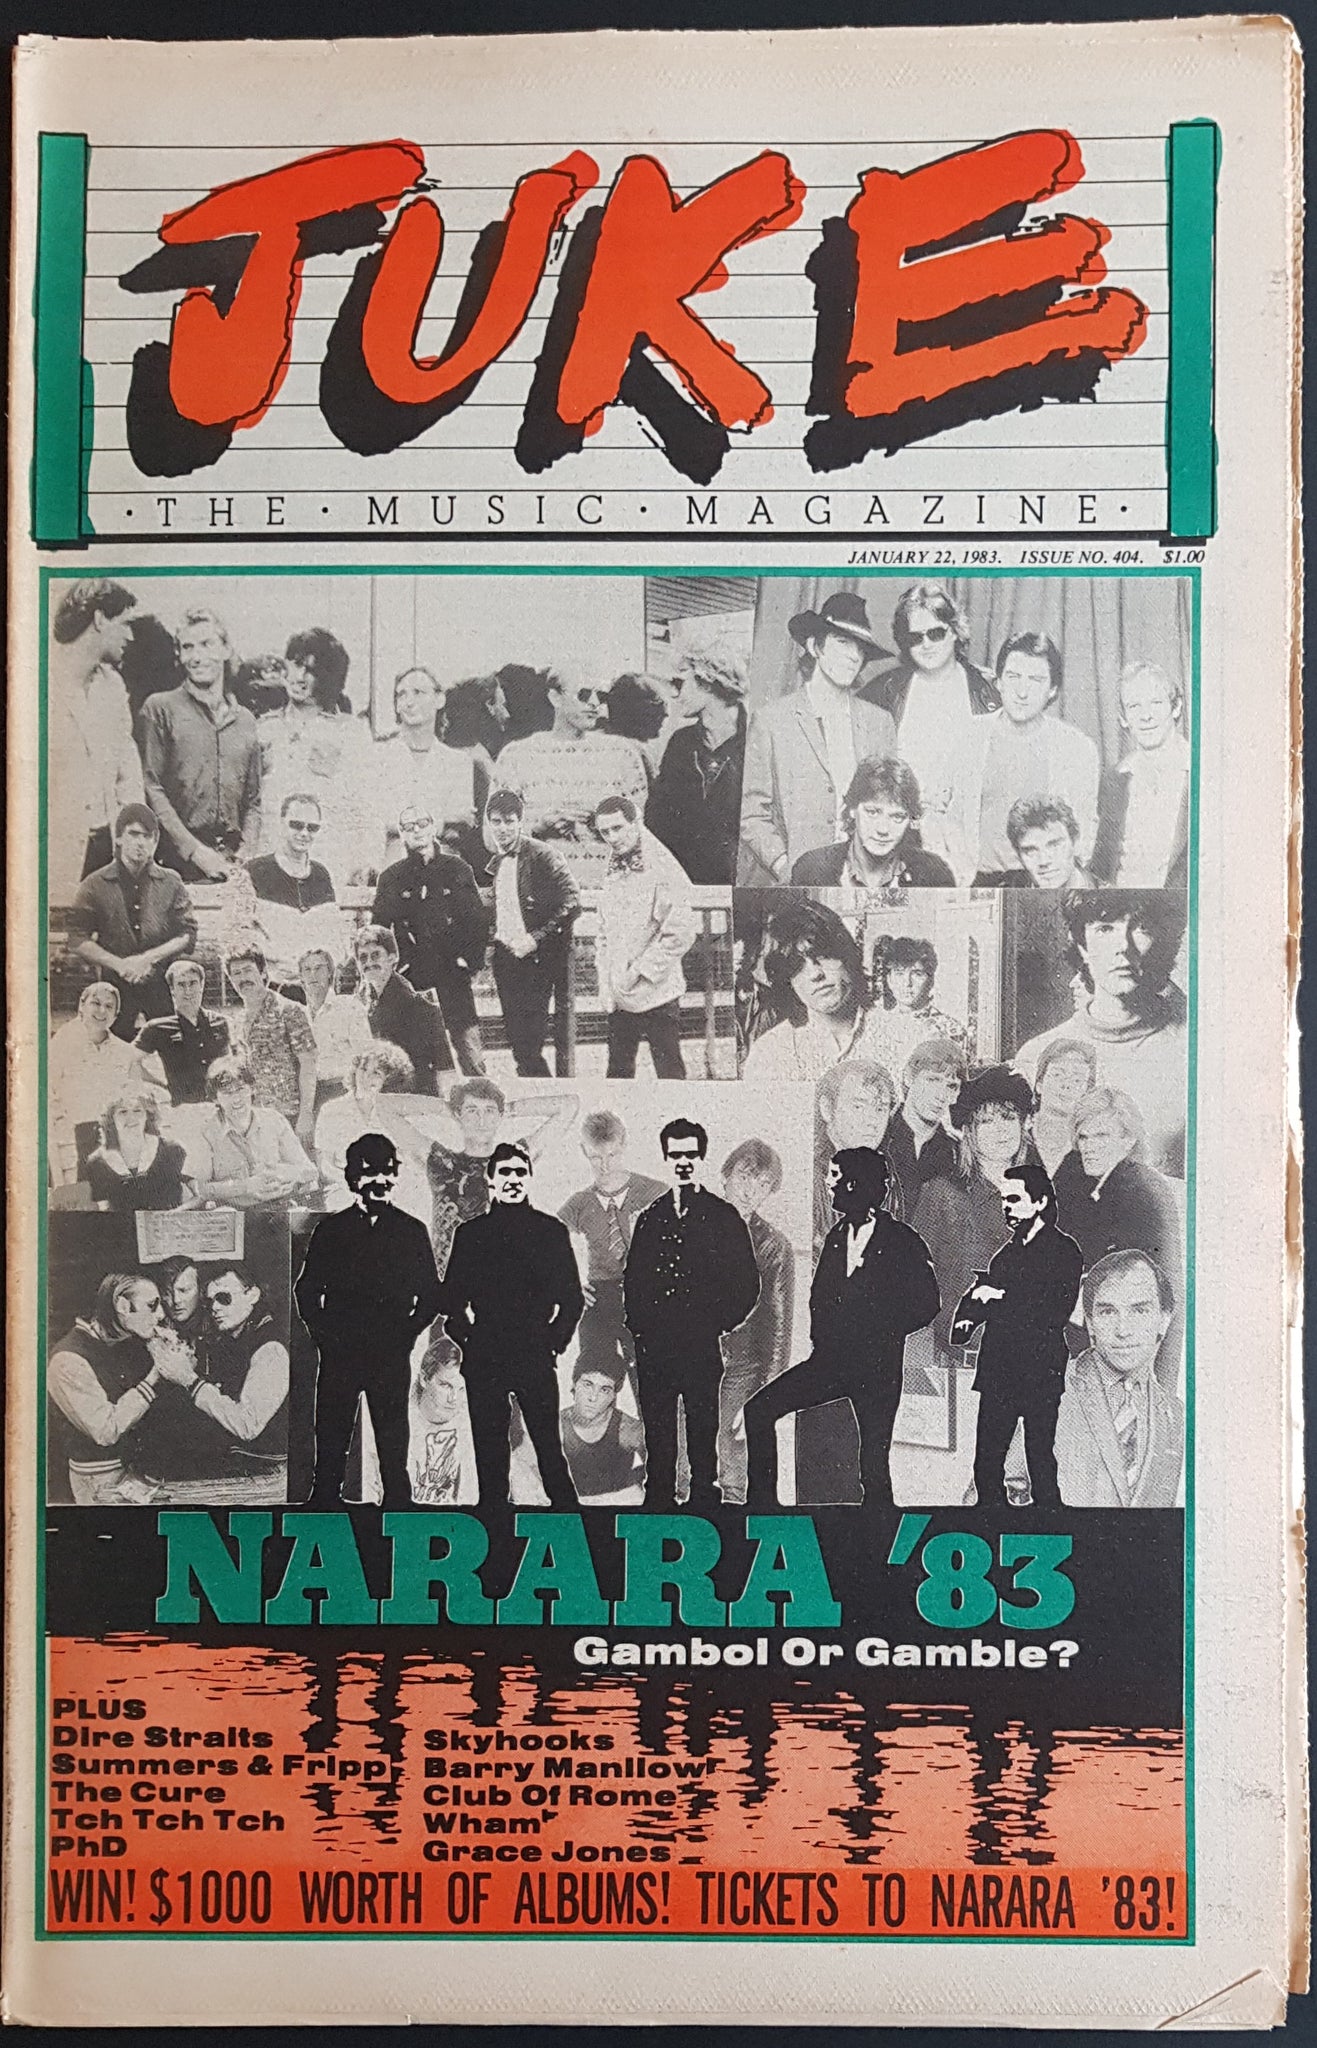 JUKE
· THE · MUSIC · MAGAZINE ·
JANUARY 22, 1983. ISSUE NO. 404. $1.00
NARARA '83
Gambol Or Gamble?
PLUS
Dire Straits
Summers & Fripp
The Cure
Tch Tch Tch
PhD
Skyhooks
Barry Manilow
Club Of Rome
Wham
Grace Jones
WIN! $1000 WORTH OF ALBUMS! TICKETS TO NARARA '83!